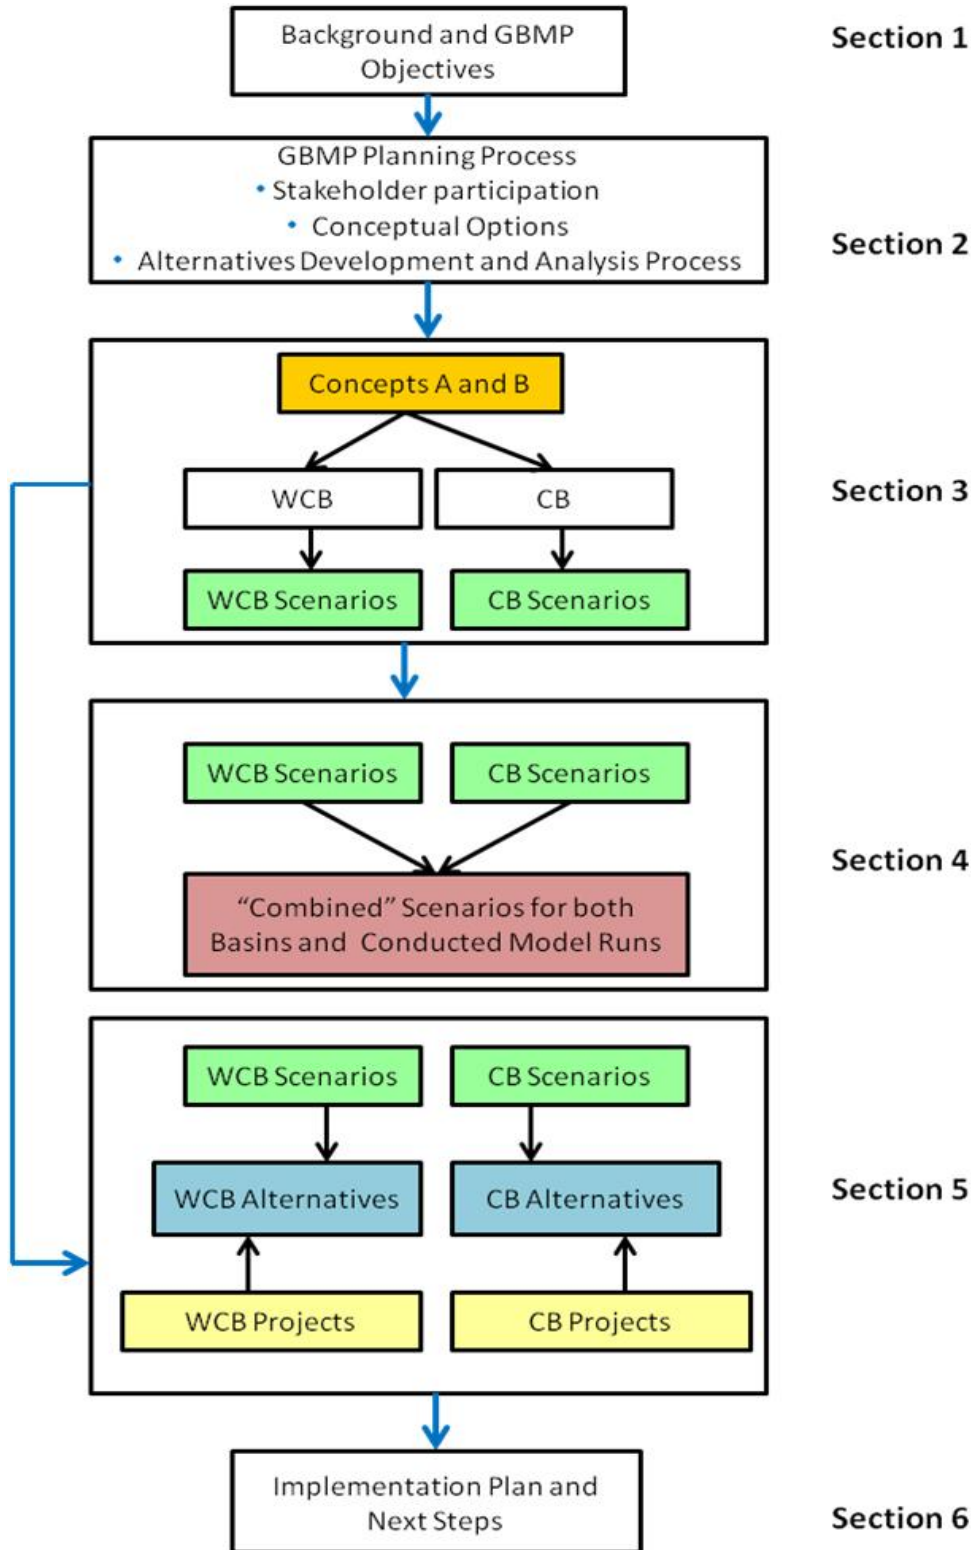 Background and GBMP
Objectives
Section 1
GBMP Planning Process
• Stakeholder participation
• Conceptual Options
• Alternatives Development and Analysis Process
Section 2
Concepts A and B
WCB
CB
Section 3
WCB Scenarios
CB Scenarios
WCB Scenarios
CB Scenarios
Section 4
“Combined” Scenarios for both
Basins and Conducted Model Runs
WCB Scenarios
CB Scenarios
WCB Alternatives
CB Alternatives
Section 5
WCB Projects
CB Projects
Implementation Plan and
Next Steps
Section 6